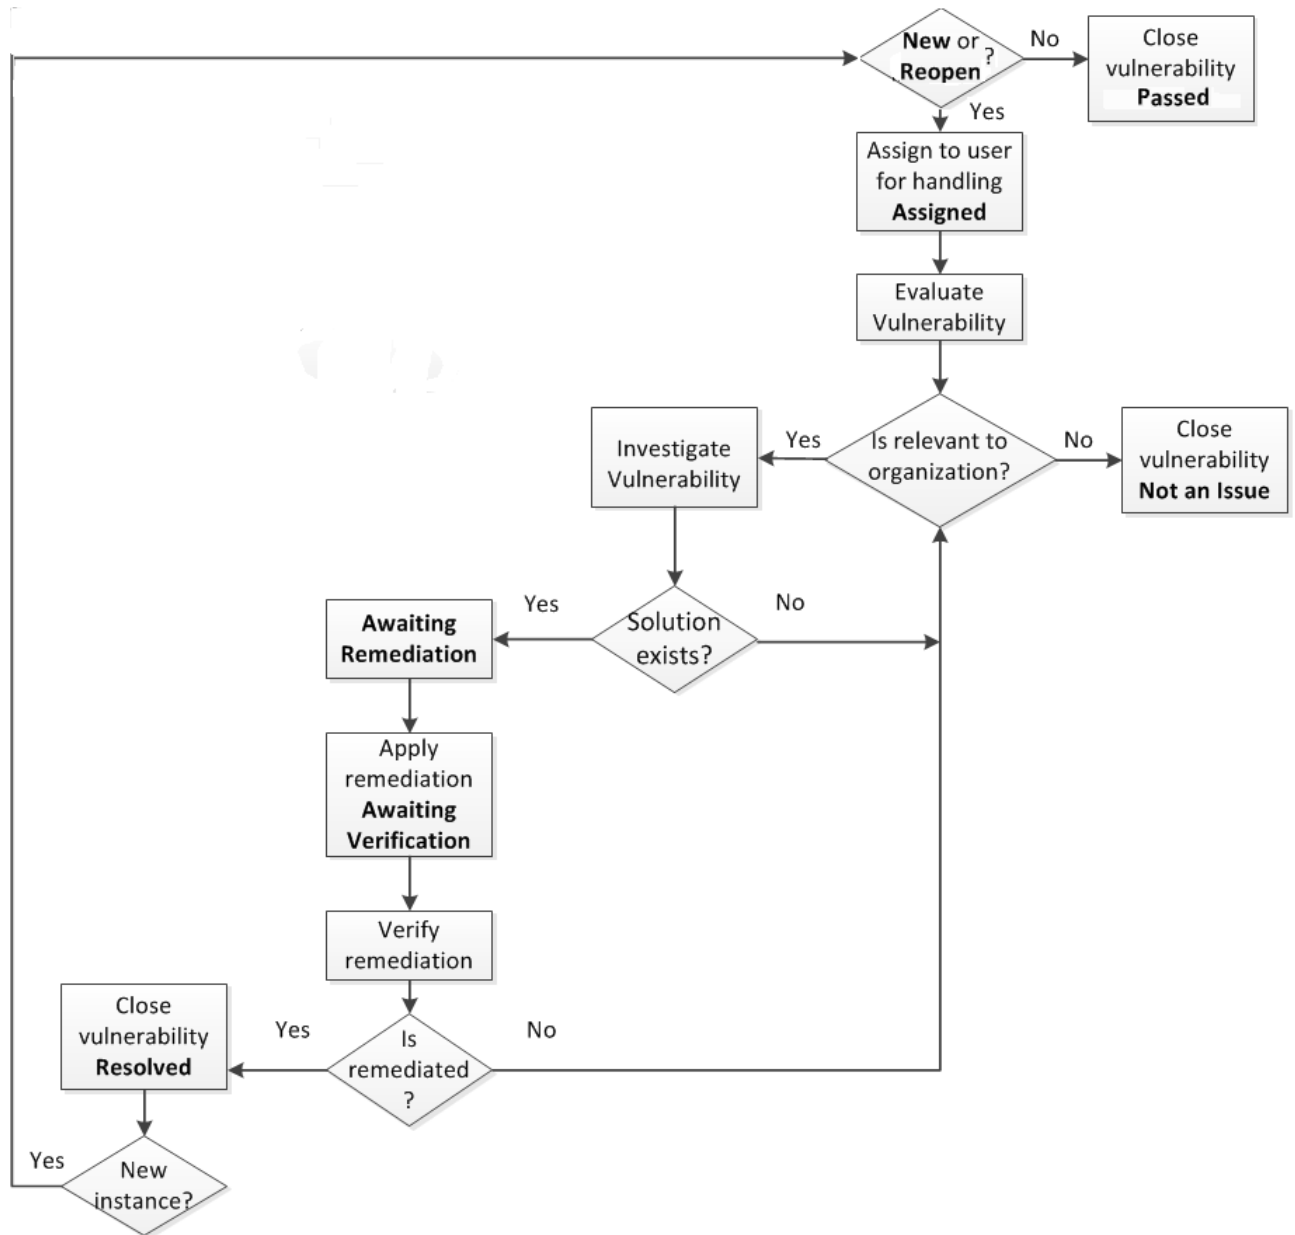 New or
Reopen ?
No
Close
vulnerability
Passed
Yes
Assign to user
for handling
Assigned
Evaluate
Vulnerability
Investigate
Vulnerability
Yes
Is relevant to
organization?
No
Close
vulnerability
Not an Issue
Awaiting
Remediation
Yes
Solution
exists?
No
Apply
remediation
Awaiting
Verification
Verify
remediation
Close
vulnerability
Resolved
Yes
Is
remediated
?
No
Yes
New
instance?